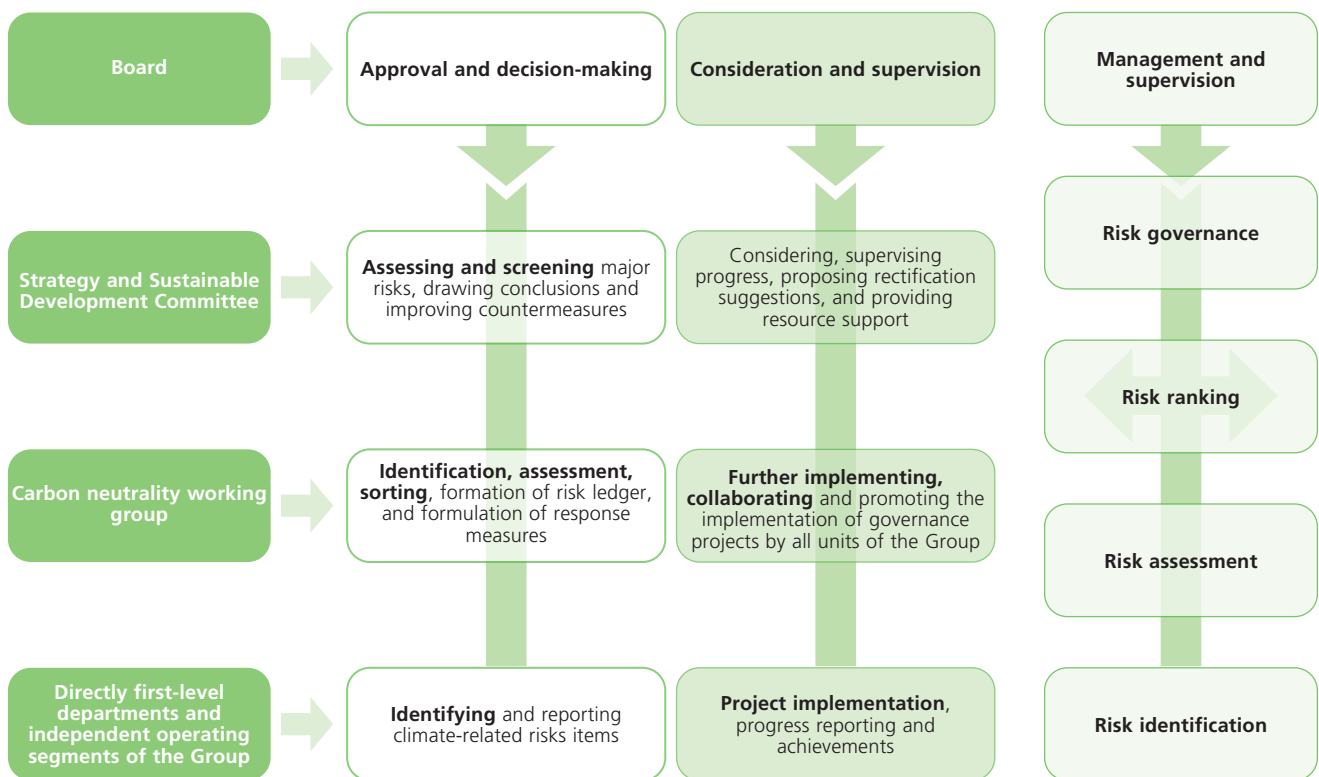 Board
Approval and decision-making
Consideration and supervision
Management and
supervision
Strategy and Sustainable
Development Committee
Assessing and screening major
risks, drawing conclusions and
improving countermeasures
Considering, supervising
progress, proposing rectification
suggestions, and providing
resource support
Risk governance
Risk ranking
Carbon neutrality working
group
Identification, assessment,
sorting, formation of risk ledger,
and formulation of response
measures
Further implementing,
collaborating and promoting the
implementation of governance
projects by all units of the Group
Risk assessment
Directly first-level
departments and
independent operating
segments of the Group
Identifying and reporting
climate-related risks items
Project implementation,
progress reporting and
achievements
Risk identification